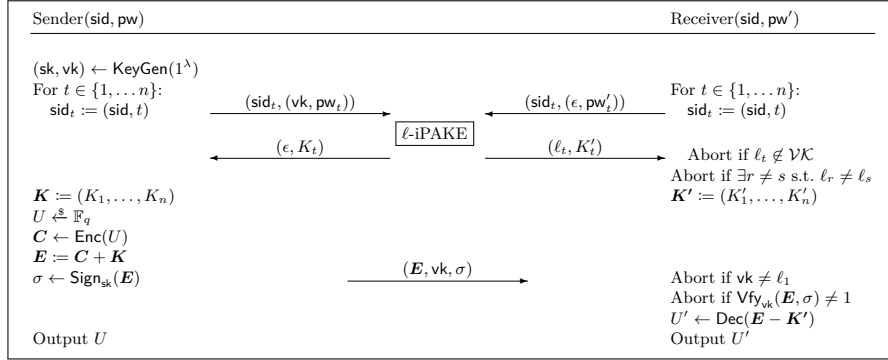 Sender(sid, pw) Receiver(sid, pw′)
(sk, vk) ← KeyGen(1^λ)
For t ∈ {1, … n}: For t ∈ {1, … n}:
sid_t := (sid, t) (sid_t, (vk, pw_t)) (sid_t, (ϵ, pw′_t)) sid_t := (sid, t)
ℓ-iPAKE
(ϵ, K_t) (ℓ_t, K′_t) Abort if ℓ_t ∉ 𝒱𝒦
Abort if ∃r ≠ s s.t. ℓ_r ≠ ℓ_s
K := (K_1, …, K_n) K′ := (K′_1, …, K′_n)
U ←$ 𝔽_q
C ← Enc(U)
E := C + K
σ ← Sign_sk(E) (E, vk, σ) Abort if vk ≠ ℓ_1
Abort if Vfy_vk(E, σ) ≠ 1
U′ ← Dec(E − K′)
Output U Output U′